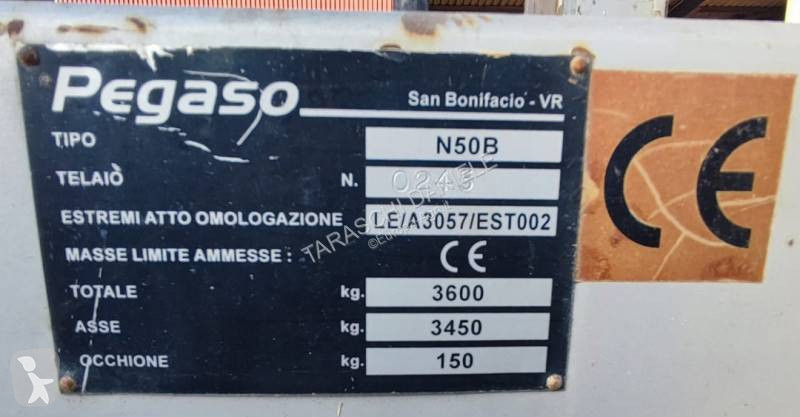 Pegaso
San Bonifacio - VR
TIPO N50B
TELAIO N.
ESTREMI ATTO OMOLOGAZIONE LE/A3057/EST002
MASSE LIMITE AMMESSE : CE
TOTALE kg. 3600
ASSE kg. 3450
OCCHIONE kg. 150
CE